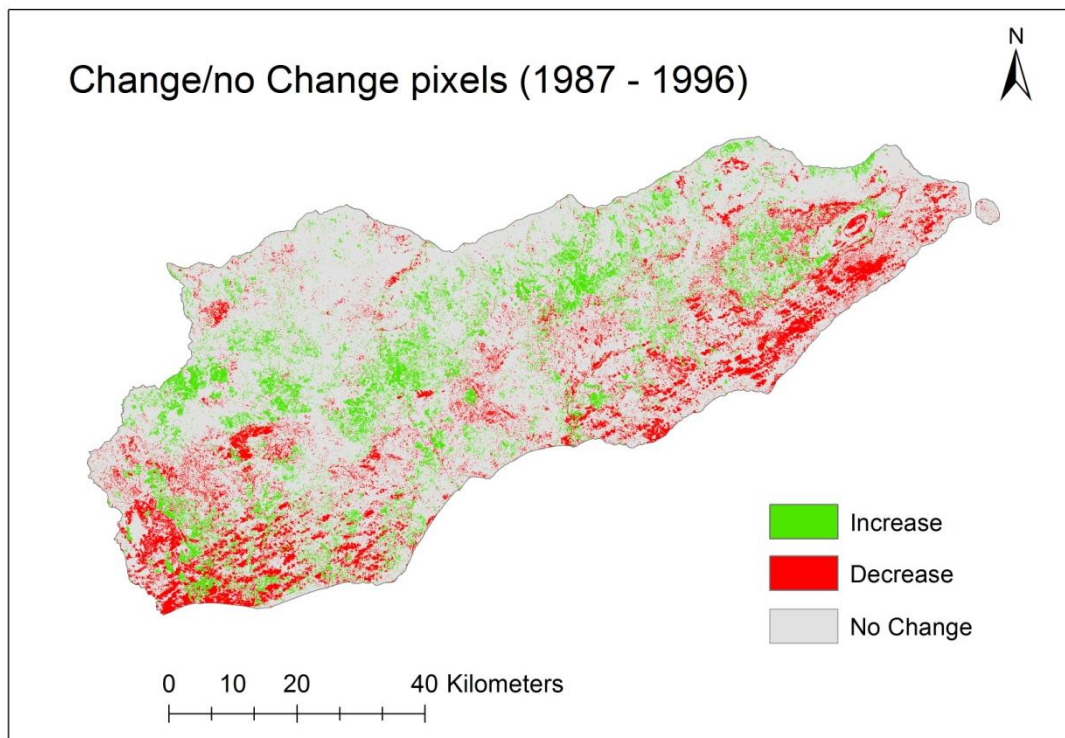 N
Change/no Change pixels (1987 - 1996)
Increase
Decrease
No Change
0 10 20 40 Kilometers